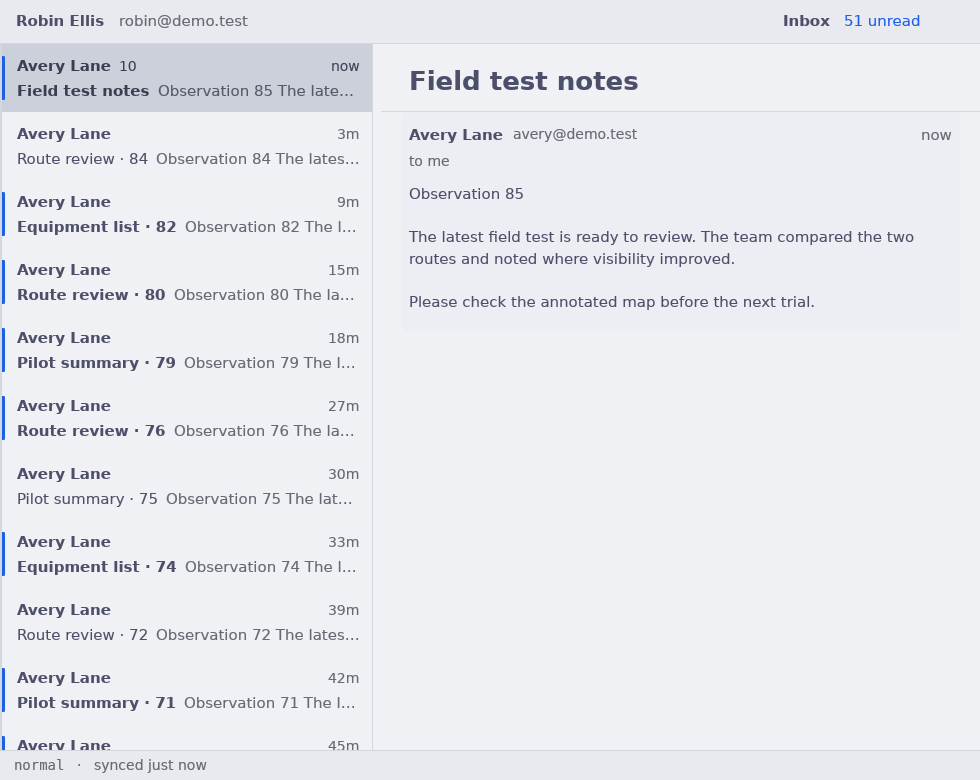 Robin Ellis robin@demo.test
Inbox 51 unread
Avery Lane 10 now
Field test notes Observation 85 The late…
Avery Lane 3m
Route review · 84 Observation 84 The lates…
Avery Lane 9m
Equipment list · 82 Observation 82 The l…
Avery Lane 15m
Route review · 80 Observation 80 The la…
Avery Lane 18m
Pilot summary · 79 Observation 79 The l…
Avery Lane 27m
Route review · 76 Observation 76 The la…
Avery Lane 30m
Pilot summary · 75 Observation 75 The lat…
Avery Lane 33m
Equipment list · 74 Observation 74 The l…
Avery Lane 39m
Route review · 72 Observation 72 The lates…
Avery Lane 42m
Pilot summary · 71 Observation 71 The l…
Avery Lane 45m
Field test notes
Avery Lane avery@demo.test now
to me
Observation 85
The latest field test is ready to review. The team compared the two
routes and noted where visibility improved.
Please check the annotated map before the next trial.
normal · synced just now